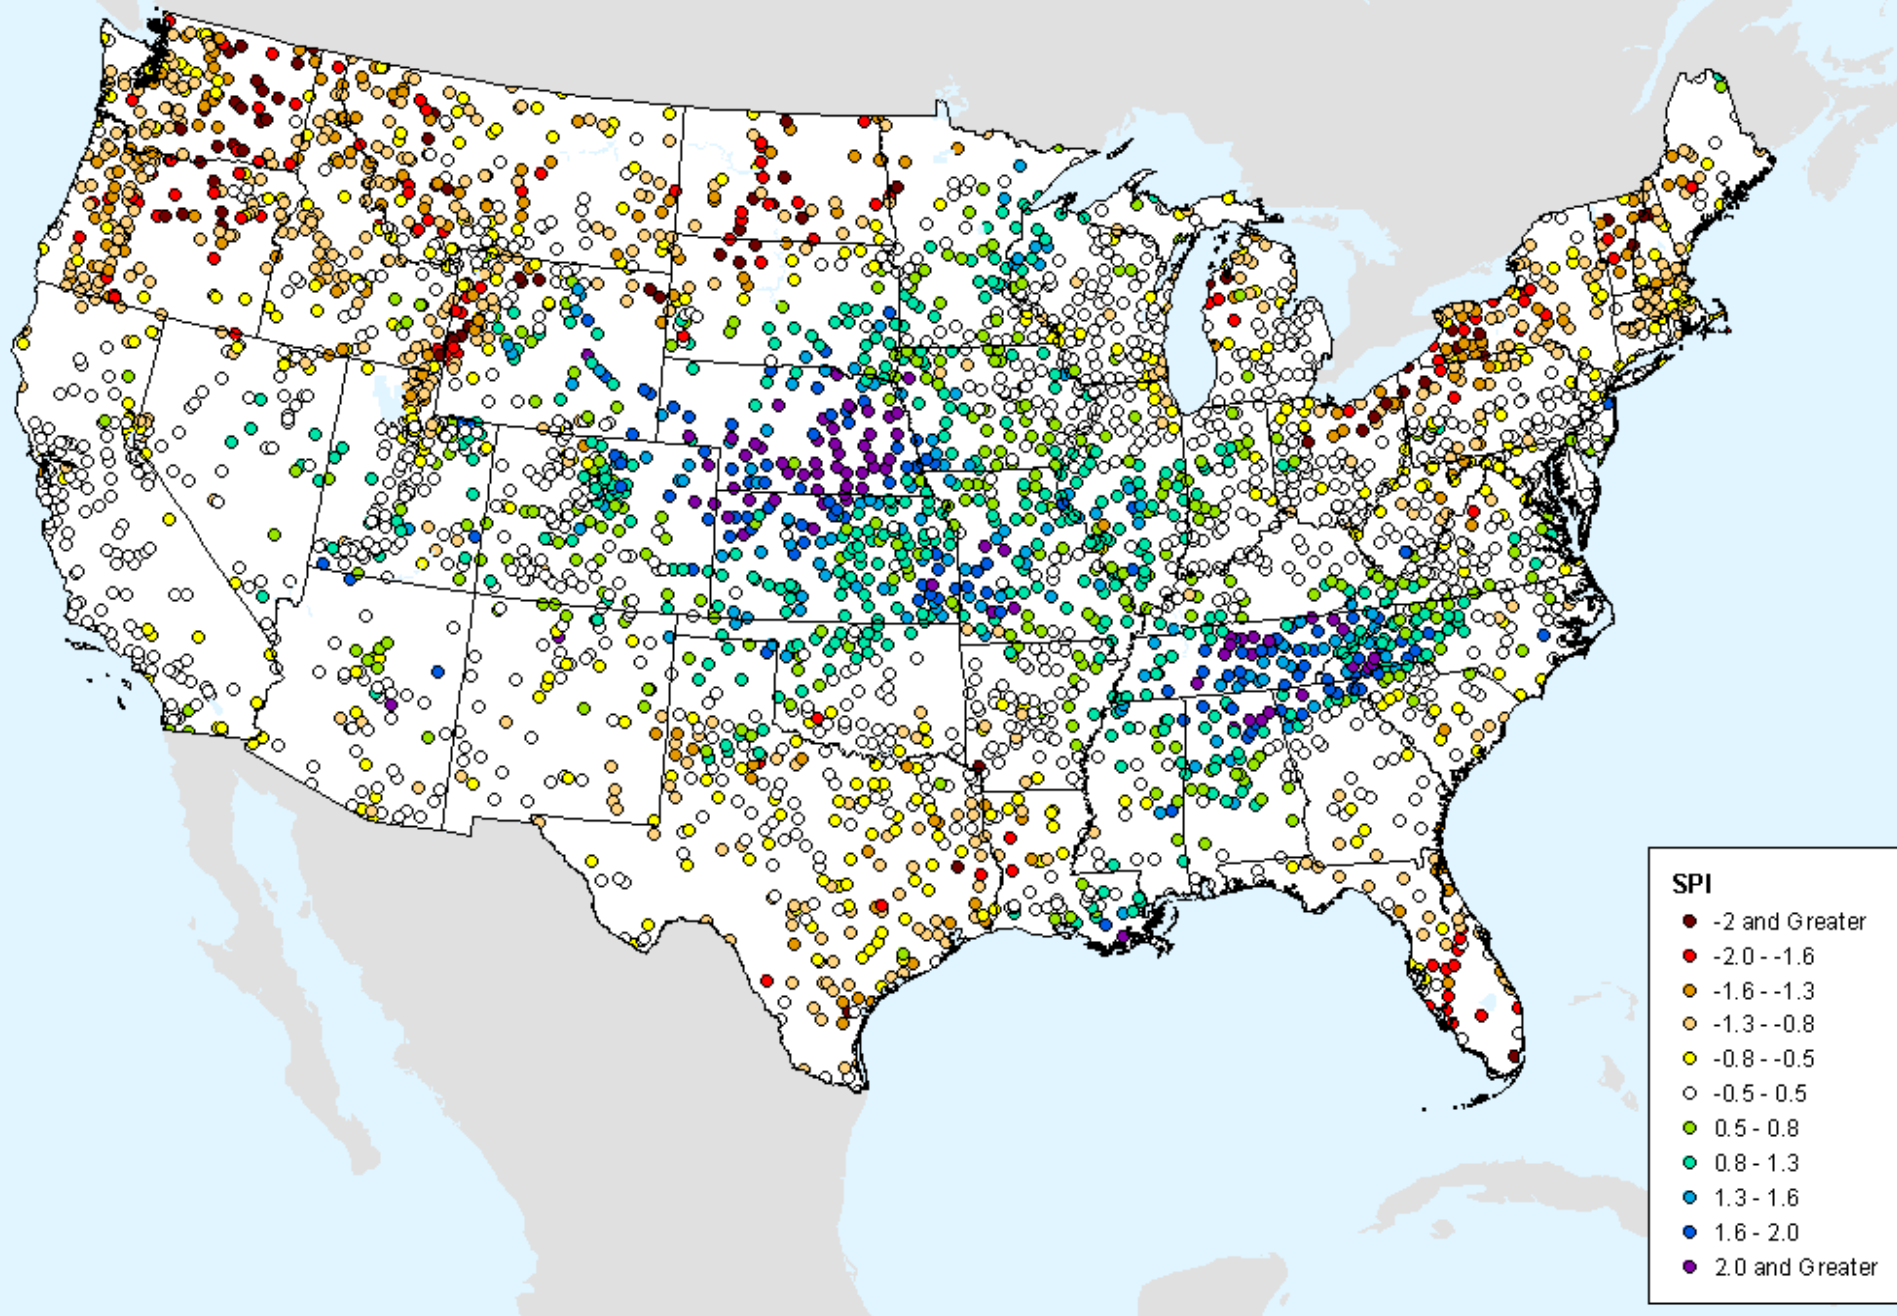 SPI
-2 and Greater
-2.0 - -1.6
-1.6 - -1.3
-1.3 - -0.8
-0.8 - -0.5
-0.5 - 0.5
0.5 - 0.8
0.8 - 1.3
1.3 - 1.6
1.6 - 2.0
2.0 and Greater